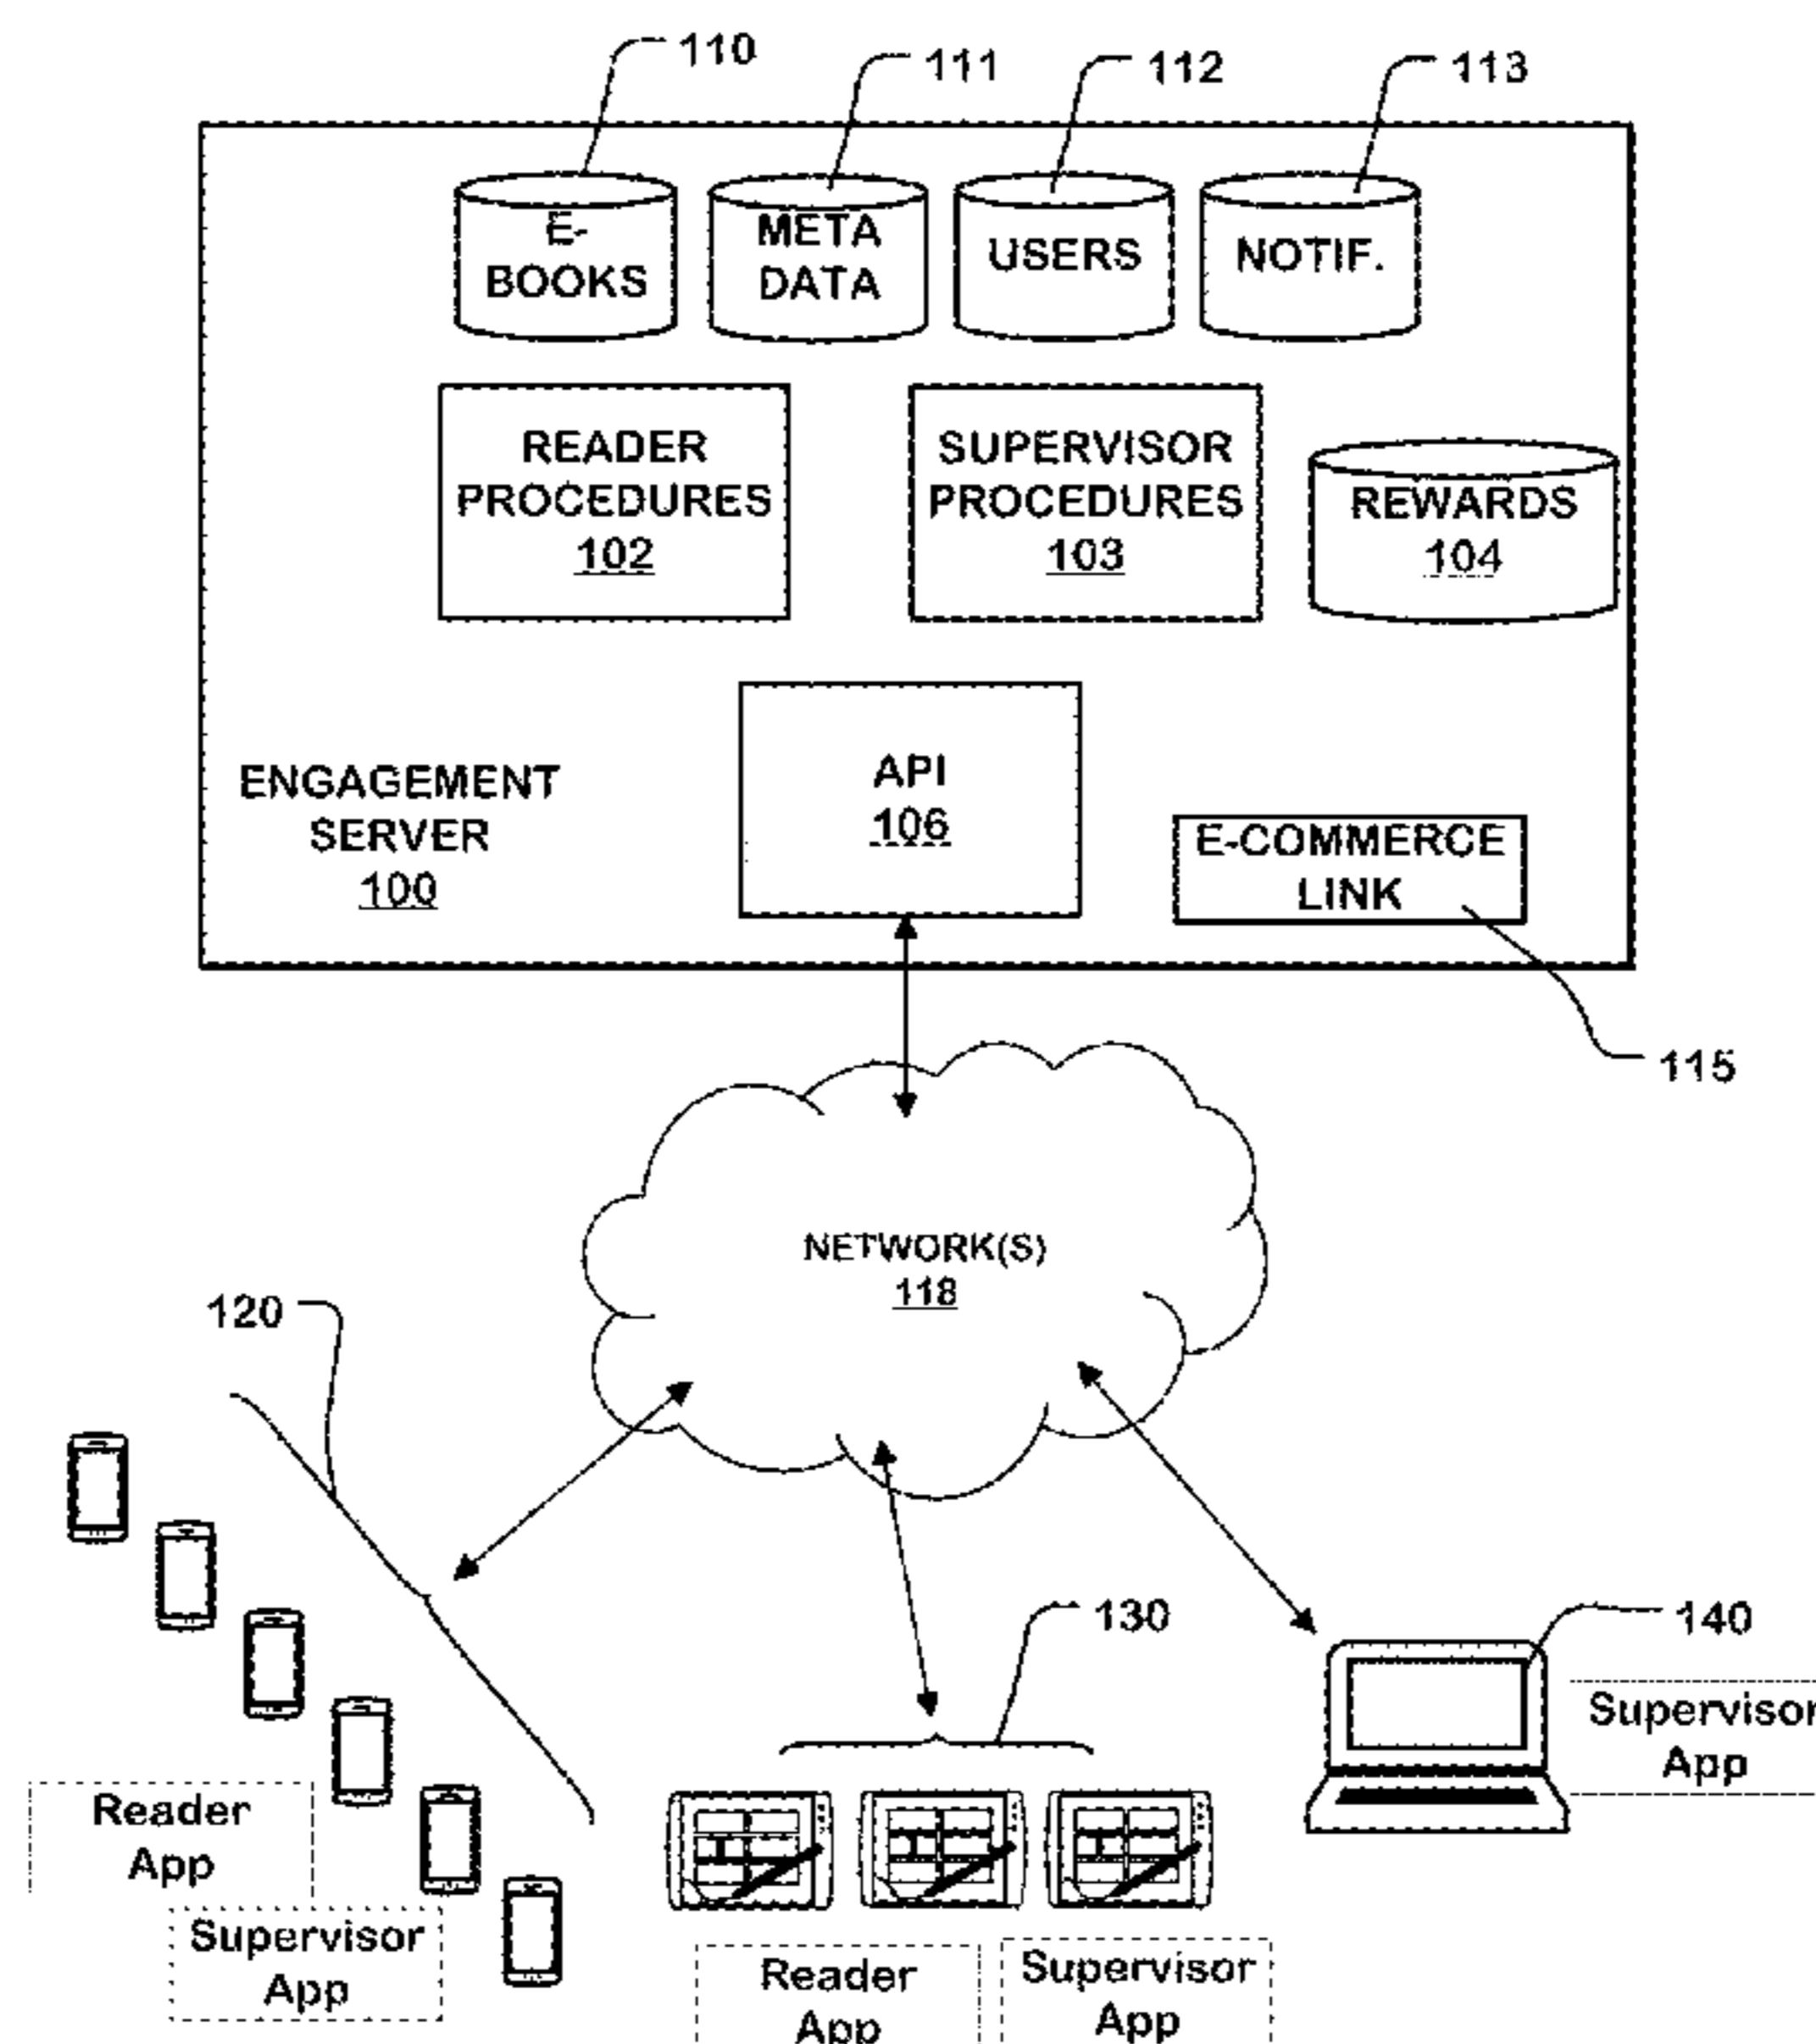 110
111
112
113
E-
BOOKS
META
DATA
USERS
NOTIF.
READER
PROCEDURES
102
SUPERVISOR
PROCEDURES
103
REWARDS
104
ENGAGEMENT
SERVER
100
API
106
E-COMMERCE
LINK
115
NETWORK(S)
118
120
130
140
Supervisor
App
Reader
App
Supervisor
App
Reader
App
Supervisor
App